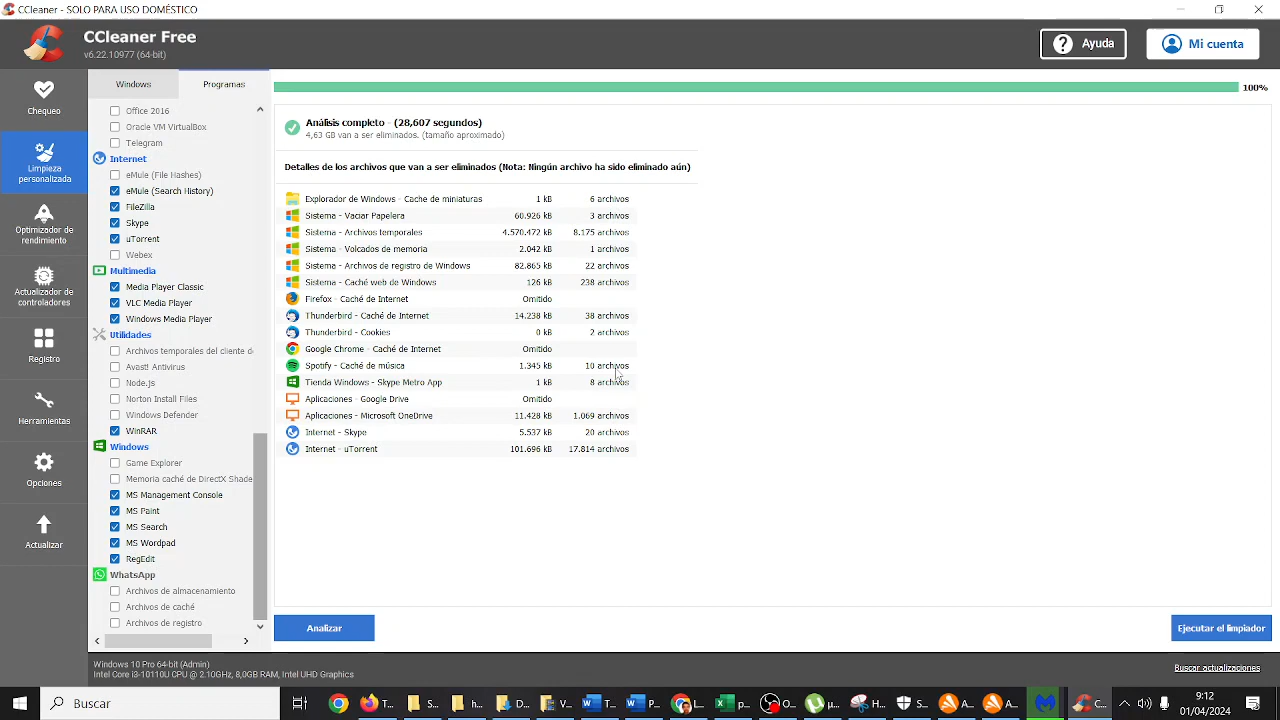 CCleaner - SOLO PARA USO DOMÉSTICO
CCleaner Free
v6.22.10977 (64-bit)
Ayuda
Mi cuenta
Chequeo
Limpieza
personalizada
Optimizador de
rendimiento
Actualizador de
controladores
Registro
Herramientas
Opciones
Actualizar
Windows
Programas
Office 2016
Oracle VM VirtualBox
Telegram
Internet
eMule (File Hashes)
eMule (Search History)
FileZilla
Skype
uTorrent
Webex
Multimedia
Media Player Classic
VLC Media Player
Windows Media Player
Utilidades
Archivos temporales del cliente d
Avast! Antivirus
Node.js
Norton Install Files
Windows Defender
WinRAR
Windows
Game Explorer
Memoria caché de DirectX Shade
MS Management Console
MS Paint
MS Search
MS Wordpad
RegEdit
WhatsApp
Archivos de almacenamiento
Archivos de caché
Archivos de registro
100%
Análisis completo - (28,607 segundos)
4,63 GB van a ser eliminados. (tamaño aproximado)
Detalles de los archivos que van a ser eliminados (Nota: Ningún archivo ha sido eliminado aún)
Explorador de Windows - Cache de miniaturas 1 kB 6 archivos
Sistema - Vaciar Papelera 60.926 kB 3 archivos
Sistema - Archivos temporales 4.570.472 kB 8.175 archivos
Sistema - Volcados de memoria 2.042 kB 1 archivos
Sistema - Archivos de registro de Windows 82.865 kB 22 archivos
Sistema - Caché web de Windows 126 kB 238 archivos
Firefox - Caché de Internet Omitido
Thunderbird - Caché de Internet 14.238 kB 38 archivos
Thunderbird - Cookies 0 kB 2 archivos
Google Chrome - Caché de Internet Omitido
Spotify - Caché de música 1.345 kB 10 archivos
Tienda Windows - Skype Metro App 1 kB 8 archivos
Aplicaciones - Google Drive Omitido
Aplicaciones - Microsoft OneDrive 11.428 kB 1.069 archivos
Internet - Skype 5.537 kB 20 archivos
Internet - uTorrent 101.696 kB 17.814 archivos
Analizar
Ejecutar el limpiador
Windows 10 Pro 64-bit (Admin)
Intel Core i3-10110U CPU @ 2.10GHz, 8,0GB RAM, Intel UHD Graphics
Buscar actualizaciones
Buscar
T...
S...
h...
D...
V...
T...
P...
L...
p...
O...
µ...
H...
S...
A...
A...
C...
9:12
01/04/2024